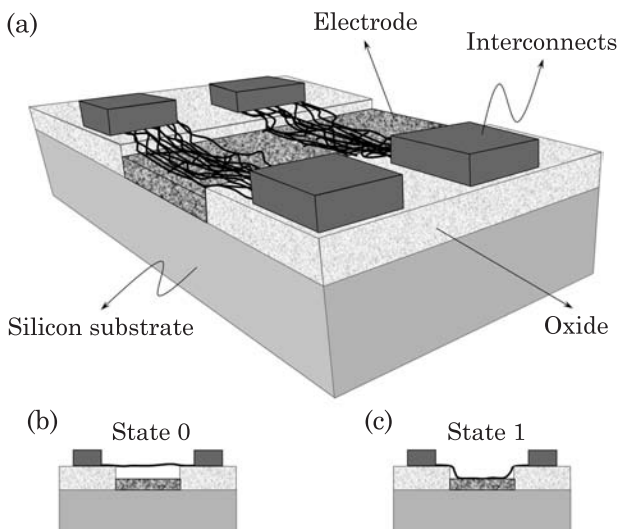 (a)
Electrode
Interconnects
Silicon substrate
Oxide
(b)
State 0
(c)
State 1